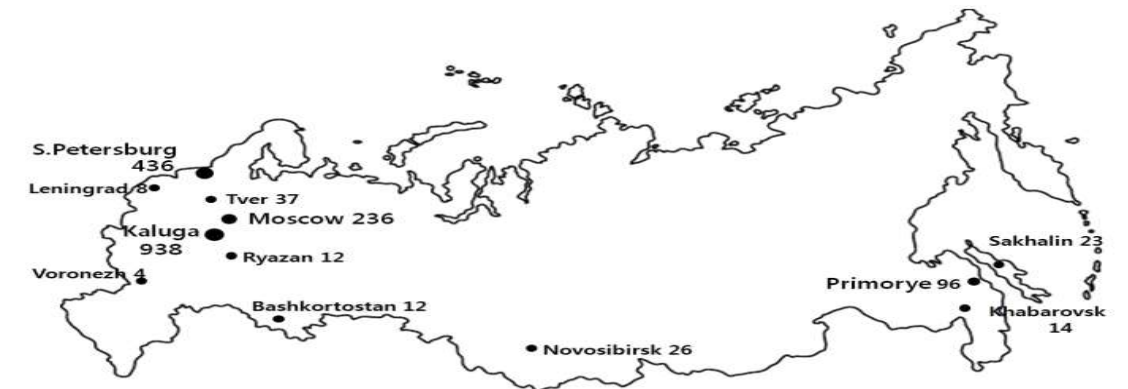 S.Petersburg
436
Leningrad 8
Tver 37
Moscow 236
Kaluga
938
Ryazan 12
Voronezh 4
Bashkortostan 12
Novosibirsk 26
Sakhalin 23
Primorye 96
Khabarovsk
14